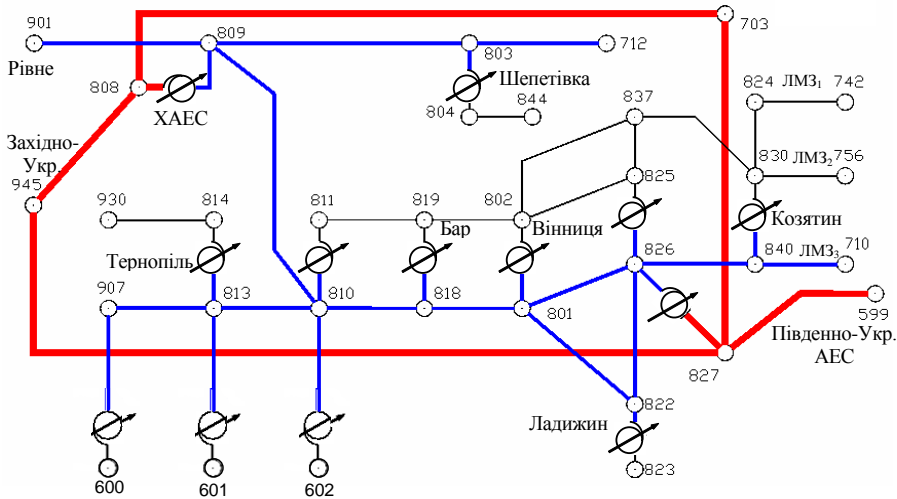 901
809
803
712
703
Рівне
808
ХАЕС
Шепетівка
804
844
837
824
ЛМЗ₁
742
Західно-
Укр.
945
830
ЛМЗ₂
756
825
930
814
811
819
802
Бар
Вінниця
Козятин
Тернопіль
826
840
ЛМЗ₃
710
907
813
810
818
801
599
Південно-Укр.
АЕС
827
822
Ладижин
823
600
601
602